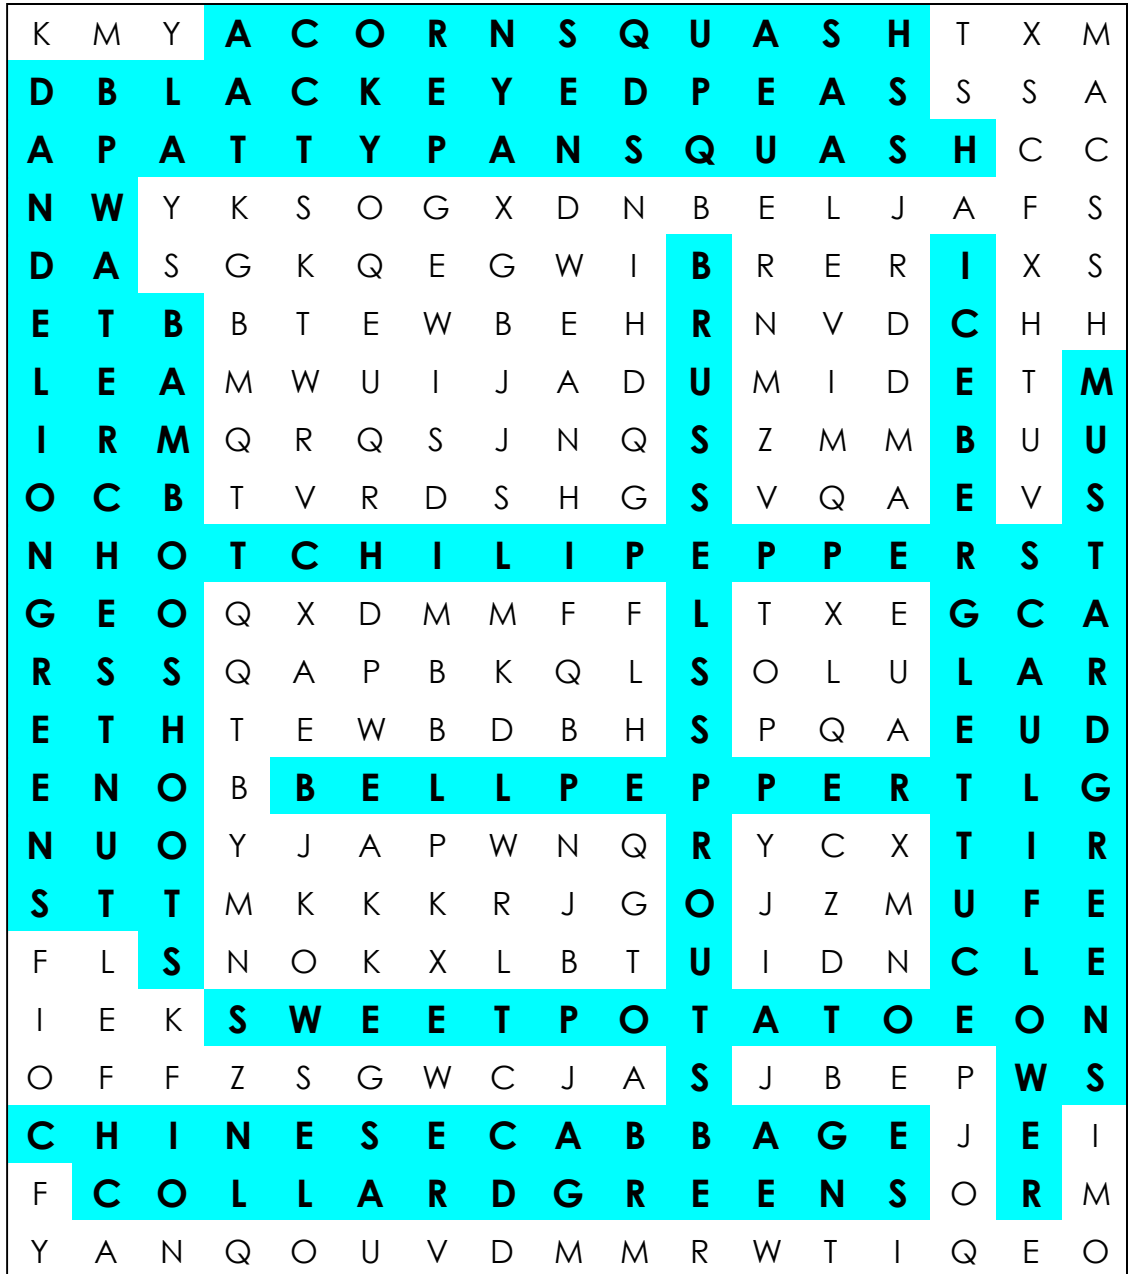 K M Y A C O R N S Q U A S H T X M
D B L A C K E Y E D P E A S S S A
A P A T T Y P A N S Q U A S H C C
N W Y K S O G X D N B E L J A F S
D A S G K Q E G W I B R E R I X S
E T B B T E W B E H R N V D C H H
L E A M W U I J A D U M I D E T M
I R M Q R Q S J N Q S Z M M B U U
O C B T V R D S H G S V Q A E V S
N H O T C H I L I P E P P E R S T
G E O Q X D M M F F L T X E G C A
R S S Q A P B K Q L S O L U L A R
E T H T E W B D B H S P Q A E U D
E N O B B E L L P E P P E R T L G
N U O Y J A P W N Q R Y C X T I R
S T T M K K K R J G O J Z M U F E
F L S N O K X L B T U I D N C L E
I E K S W E E T P O T A T O E O N
O F F Z S G W C J A S J B E P W S
C H I N E S E C A B B A G E J E I
F C O L L A R D G R E E N S O R M
Y A N Q O U V D M M R W T I Q E O